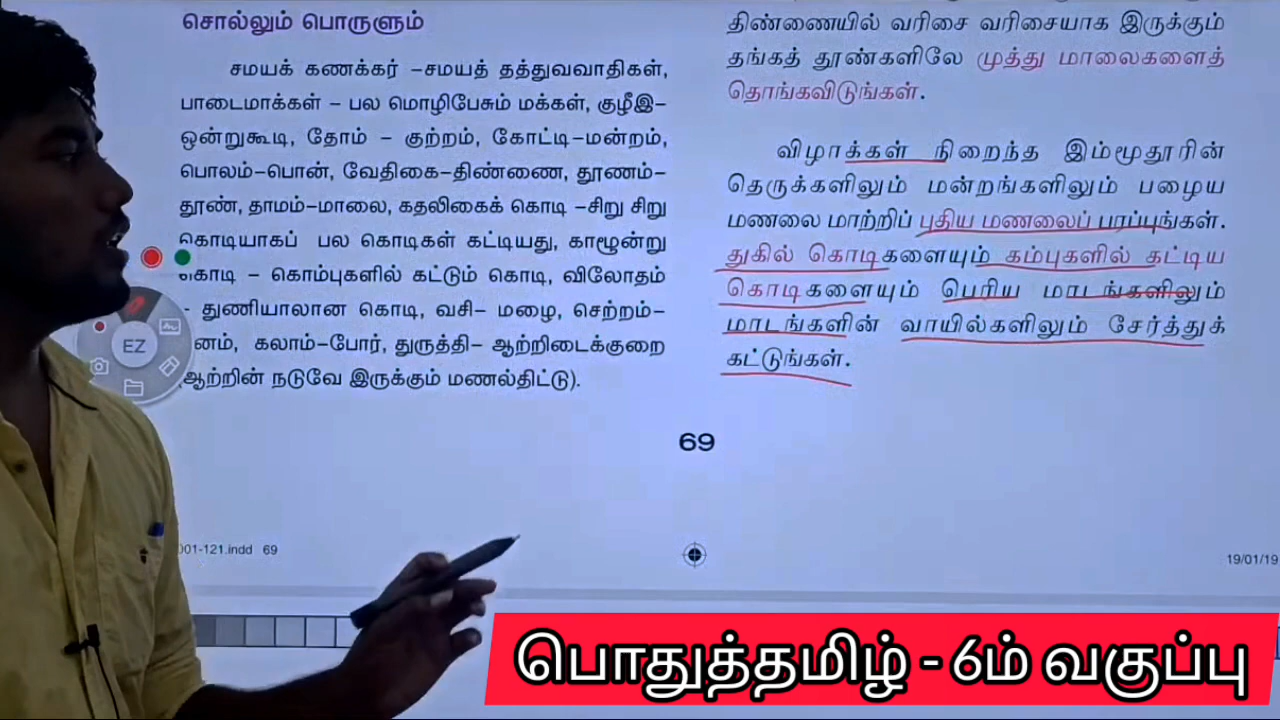 சொல்லும் பொருளும்
சமயக் கணக்கர் –சமயத் தத்துவவாதிகள்,
பாடைமாக்கள் – பல மொழிபேசும் மக்கள், குழீஇ–
ஒன்றுகூடி, தோம் – குற்றம், கோட்டி–மன்றம்,
பொலம்–பொன், வேதிகை–திண்ணை, தூணம்–
தூண், தாமம்–மாலை, கதலிகைக் கொடி –சிறு சிறு
கொடியாகப் பல கொடிகள் கட்டியது, காழூன்று
கொடி – கொம்புகளில் கட்டும் கொடி, விலோதம்
- துணியாலான கொடி, வசி– மழை, செற்றம்–
கலாம்–போர், துருத்தி– ஆற்றிடைக்குறை
ஆற்றின் நடுவே இருக்கும் மணல்திட்டு).
திண்ணையில் வரிசை வரிசையாக இருக்கும்
தங்கத் தூண்களிலே முத்து மாலைகளைத்
தொங்கவிடுங்கள்.
விழாக்கள் நிறைந்த இம்மூதூரின்
தெருக்களிலும் மன்றங்களிலும் பழைய
மணலை மாற்றிப் புதிய மணலைப் பரப்புங்கள்.
துகில் கொடிகளையும் கம்புகளில் கட்டிய
கொடிகளையும் பெரிய மாடங்களிலும்
மாடங்களின் வாயில்களிலும் சேர்த்துக்
கட்டுங்கள்.
69
EZ
001-121.indd 69
19/01/19
பொதுத்தமிழ் - 6ம் வகுப்பு